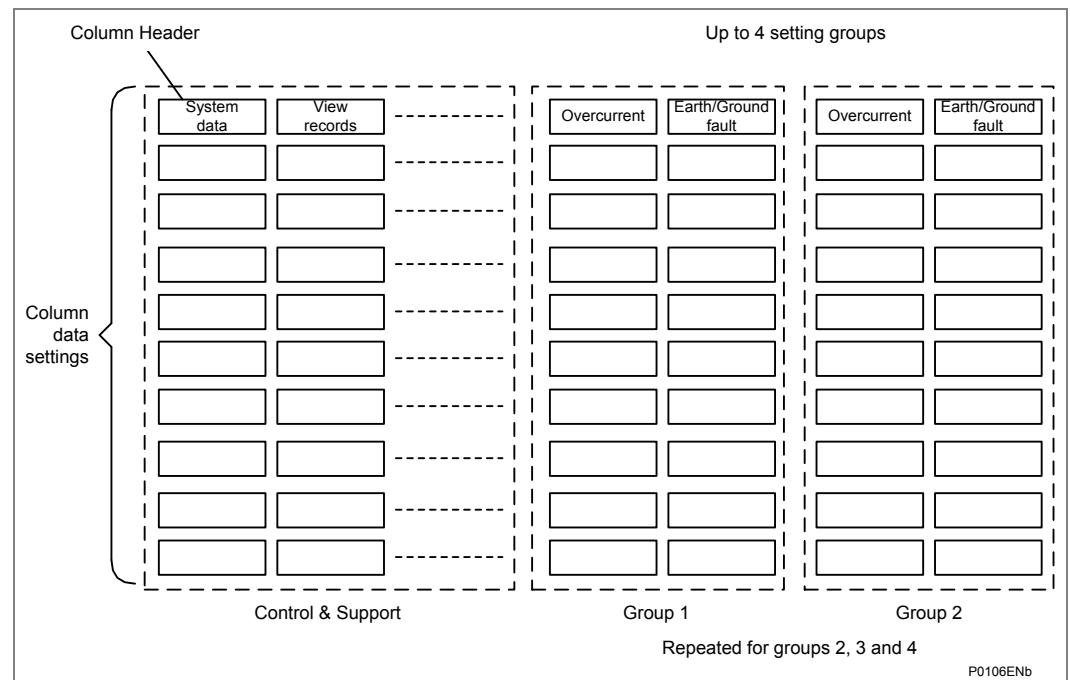 Column Header
Up to 4 setting groups
System
data
View
records
Overcurrent
Earth/Ground
fault
Overcurrent
Earth/Ground
fault
Column
data
settings
Control & Support
Group 1
Group 2
Repeated for groups 2, 3 and 4
P0106ENb